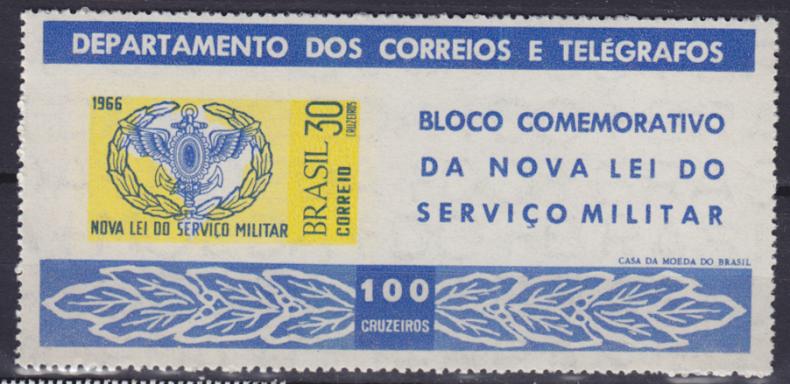 DEPARTAMENTO DOS CORREIOS E TELÉGRAFOS
1966
NOVA LEI DO SERVIÇO MILITAR
BRASIL 30
CORREIO
CRUZEIROS
BLOCO COMEMORATIVO
DA NOVA LEI DO
SERVIÇO MILITAR
CASA DA MOEDA DO BRASIL
100
CRUZEIROS